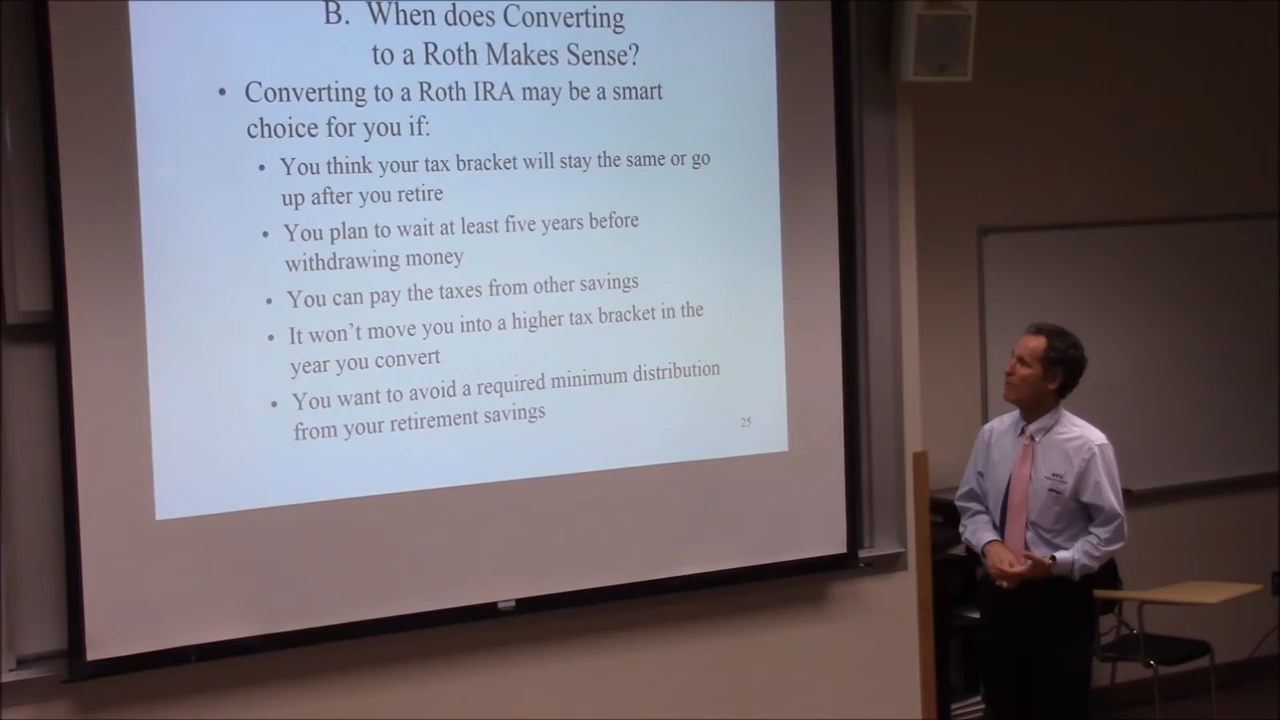 B. When does Converting
to a Roth Makes Sense?
• Converting to a Roth IRA may be a smart
choice for you if:
• You think your tax bracket will stay the same or go
up after you retire
• You plan to wait at least five years before
withdrawing money
• You can pay the taxes from other savings
• It won't move you into a higher tax bracket in the
year you convert
• You want to avoid a required minimum distribution
from your retirement savings
25